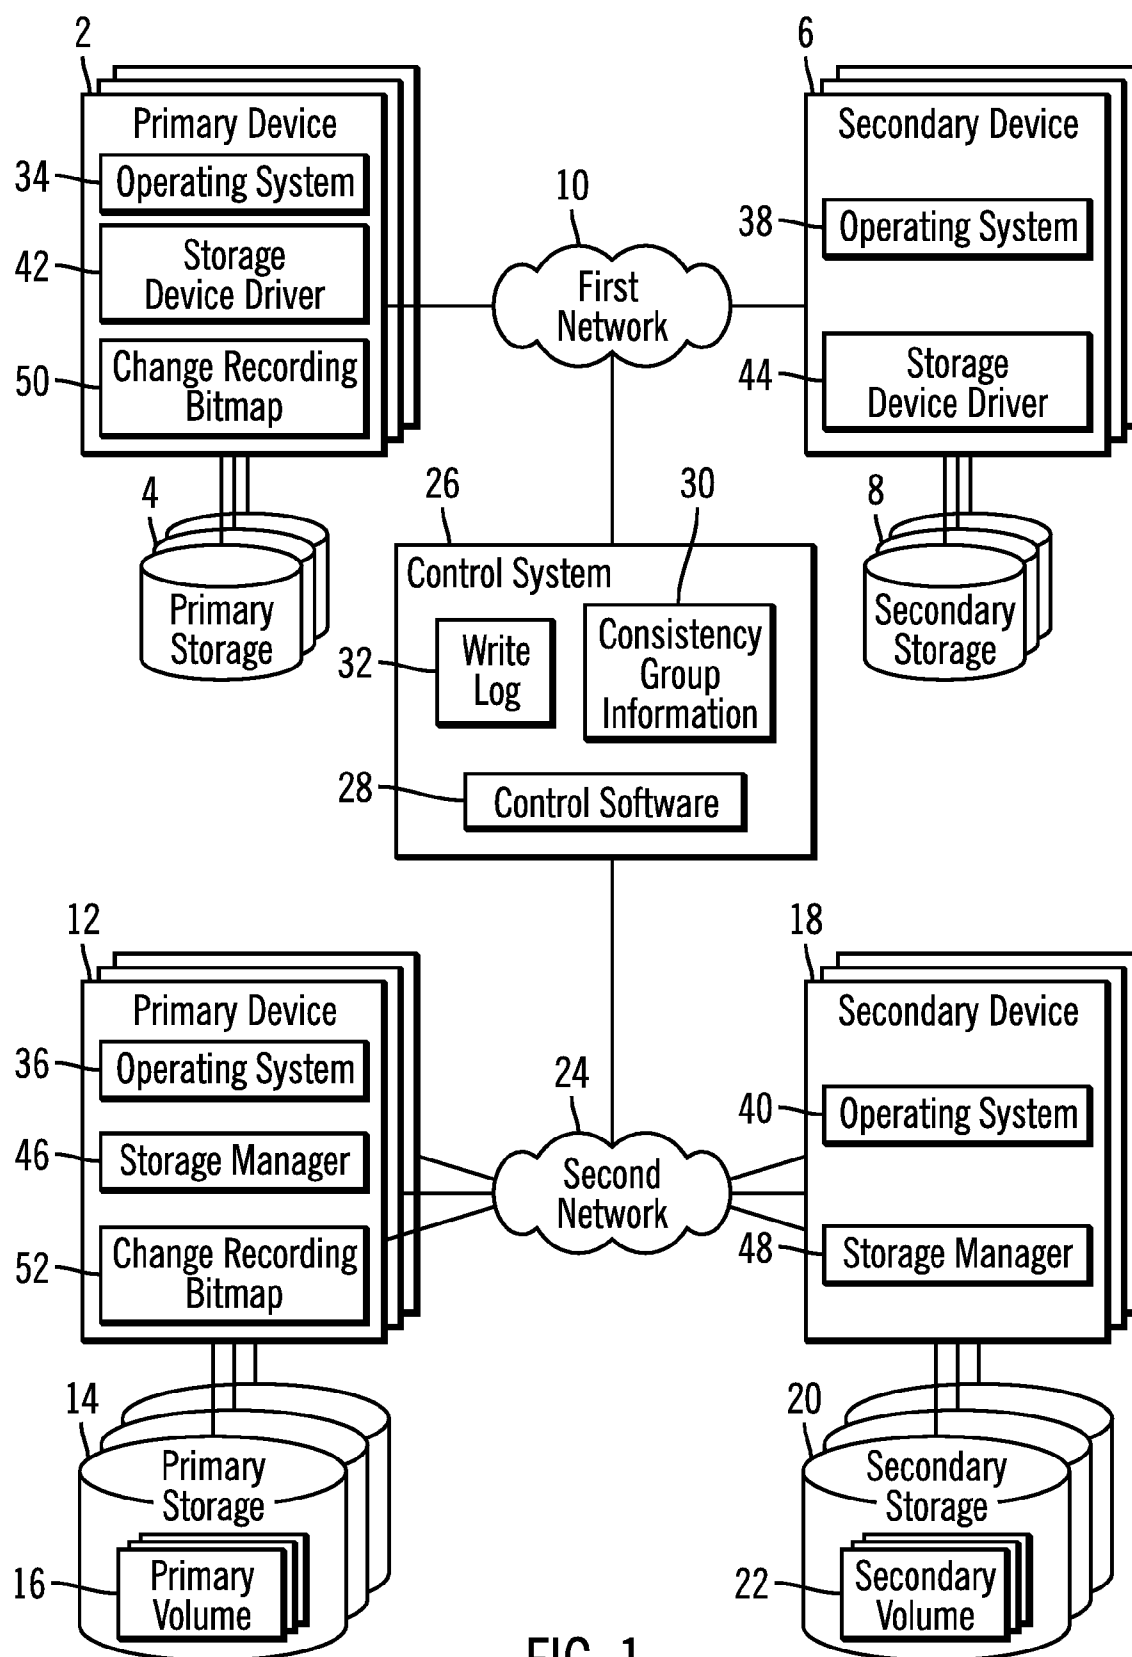 2
Primary Device
34
Operating System
42
Storage
Device Driver
50
Change Recording
Bitmap
4
Primary
Storage
10
First
Network
6
Secondary Device
38
Operating System
44
Storage
Device Driver
8
Secondary
Storage
26
Control System
32
Write
Log
30
Consistency
Group
Information
28
Control Software
12
Primary Device
36
Operating System
46
Storage Manager
52
Change Recording
Bitmap
14
Primary
Storage
16
Primary
Volume
24
Second
Network
18
Secondary Device
40
Operating System
48
Storage Manager
20
Secondary
Storage
22
Secondary
Volume
FIG. 1